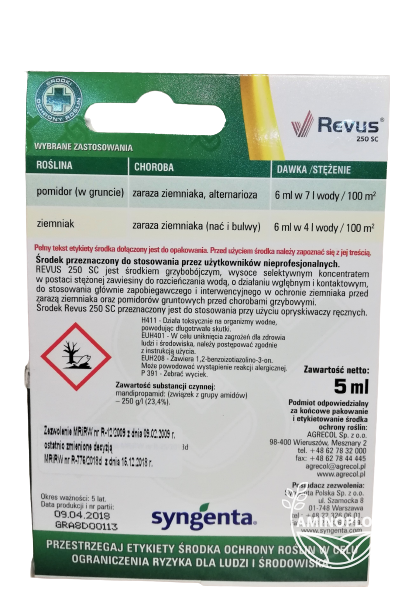 ŚRODKI
OCHRONY ROŚLIN
Revus®
250 SC
WYBRANE ZASTOSOWANIA
ROŚLINA CHOROBA DAWKA /STĘŻENIE
pomidor (w gruncie) zaraza ziemniaka, alternarioza 6 ml w 7 l wody / 100 m²
ziemniak zaraza ziemniaka (nać i bulwy) 6 ml w 4 l wody / 100 m²
Pełny tekst etykiety środka dołączony jest do opakowania. Przed użyciem środka należy zapoznać się z jej treścią.
Środek przeznaczony do stosowania przez użytkowników nieprofesjonalnych.
REVUS 250 SC jest środkiem grzybobójczym, wysoce selektywnym koncentratem
w postaci stężonej zawiesiny do rozcieńczania wodą, o działaniu wgłębnym i kontaktowym,
do stosowania głównie zapobiegawczego i interwencyjnego w ochronie ziemniaka przed
zarazą ziemniaka oraz pomidorów gruntowych przed chorobami grzybowymi.
Środek Revus 250 SC przeznaczony jest do stosowania przy użyciu opryskiwaczy ręcznych.
H411 - Działa toksycznie na organizmy wodne,
powodując długotrwałe skutki.
EUH401 - W celu uniknięcia zagrożeń dla zdrowia
ludzi i środowiska, należy postępować zgodnie
z instrukcją użycia.
EUH208 - Zawiera 1,2-benzoizotiazolino-3-on.
Może powodować wystąpienie reakcji alergicznej.
P 391 - Zebrać wyciek.
Zawartość substancji czynnej:
mandipropamid: (związek z grupy amidów)
– 250 g/l (23,4%).
Zezwolenie MRiRW nr R-12/2009 z dnia 09.02.2009 r.
ostatnio zmienione decyzją
MRiRW nr R-776/2016d z dnia 15.12.2016 r.
Okres ważności: 5 lat.
Data produkcji i nr partii:
09.04.2018
GRA8D00113
Zawartość netto:
5 ml
Podmiot odpowiedzialny
za końcowe pakowanie
i etykietowanie środka
ochrony roślin:
AGRECOL Sp. z o.o.
98-400 Wieruszów, Mesznary 2
tel. +48 62 78 32 000
fax +48 62 78 44 445
agrecol@agrecol.pl
www.agrecol.pl
Polska Sp. z o.o.
ul. Szamocka 8
01-748 Warszawa
www.syngenta.com
syngenta
AMINOPLO
PRZESTRZEGAJ ETYKIETY ŚRODKA OCHRONY ROŚLIN W CELU
OGRANICZENIA RYZYKA DLA LUDZI I ŚRODOWISKA